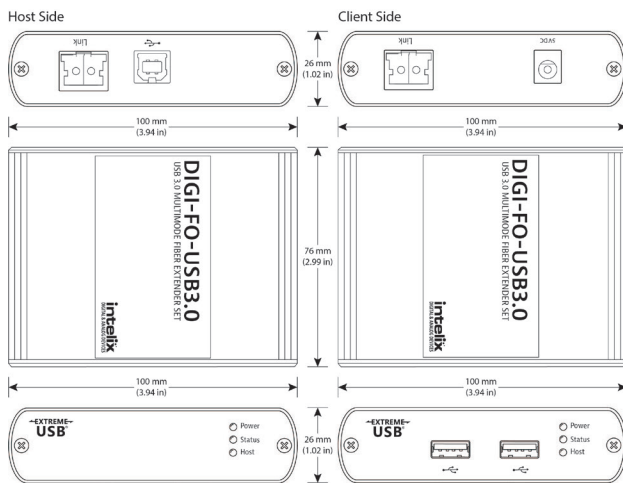 Host Side
Client Side
Link
26 mm
(1.02 in)
Link
5VDC
100 mm
(3.94 in)
100 mm
(3.94 in)
DIGI-FO-USB3.0
USB 3.0 MULTIMODE FIBER EXTENDER SET
intelix
DIGITAL & ANALOG DEVICES
76 mm
(2.99 in)
DIGI-FO-USB3.0
USB 3.0 MULTIMODE FIBER EXTENDER SET
intelix
DIGITAL & ANALOG DEVICES
100 mm
(3.94 in)
100 mm
(3.94 in)
EXTREME
USB®
Power
Status
Host
26 mm
(1.02 in)
EXTREME
USB®
Power
Status
Host